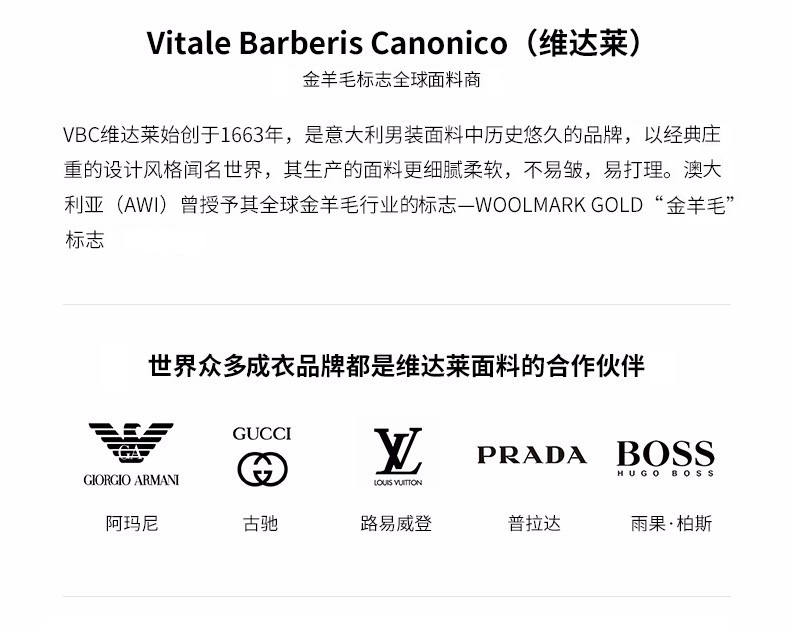 Vitale Barberis Canonico（维达莱）
金羊毛标志全球面料商
VBC维达莱始创于1663年，是意大利男装面料中历史悠久的品牌，以经典庄
重的设计风格闻名世界，其生产的面料更细腻柔软，不易皱，易打理。澳大
利亚（AWI）曾授予其全球金羊毛行业的标志—WOOLMARK GOLD“金羊毛”
标志
世界众多成衣品牌都是维达莱面料的合作伙伴
GA
GIORGIO ARMANI
GUCCI
LV
LOUIS VUITTON
PRADA
BOSS
HUGO BOSS
阿玛尼
古驰
路易威登
普拉达
雨果·柏斯